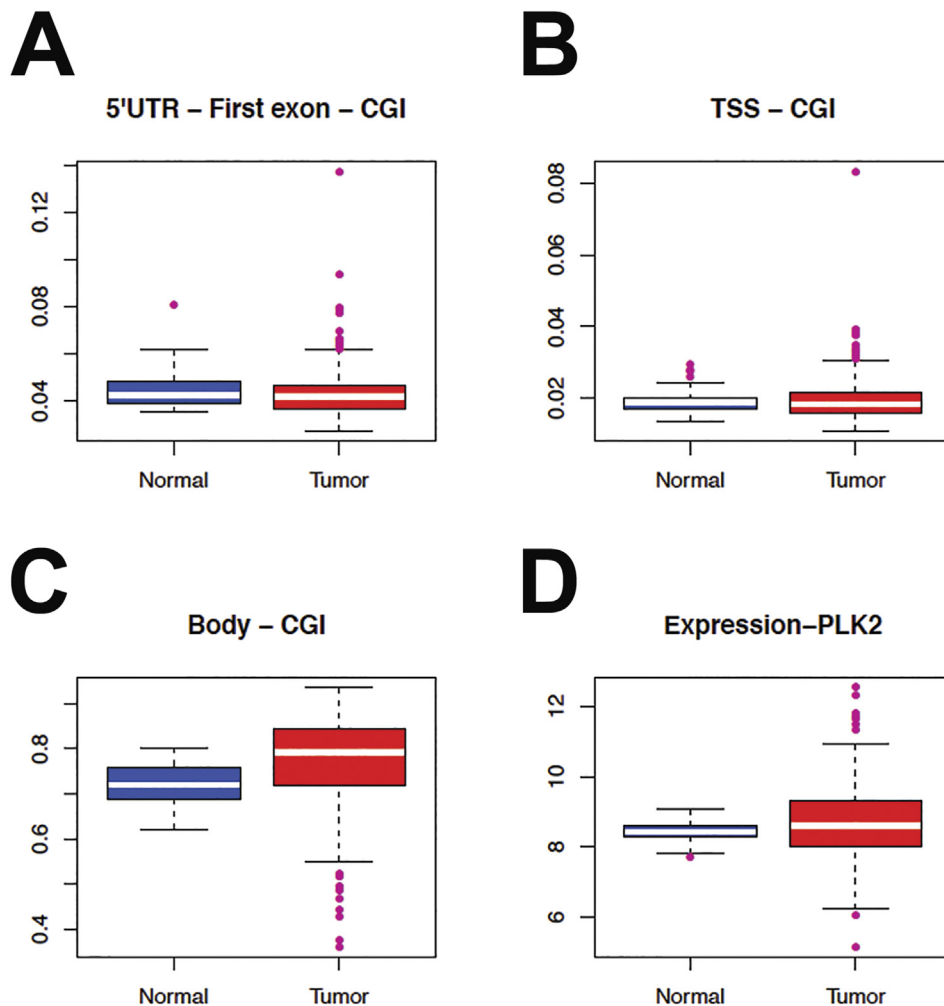 A
5'UTR – First exon – CGI
0.12
0.08
0.04
Normal Tumor
B
TSS – CGI
0.08
0.06
0.04
0.02
Normal Tumor
C
Body – CGI
0.8
0.6
0.4
Normal Tumor
D
Expression–PLK2
12
10
8
6
Normal Tumor